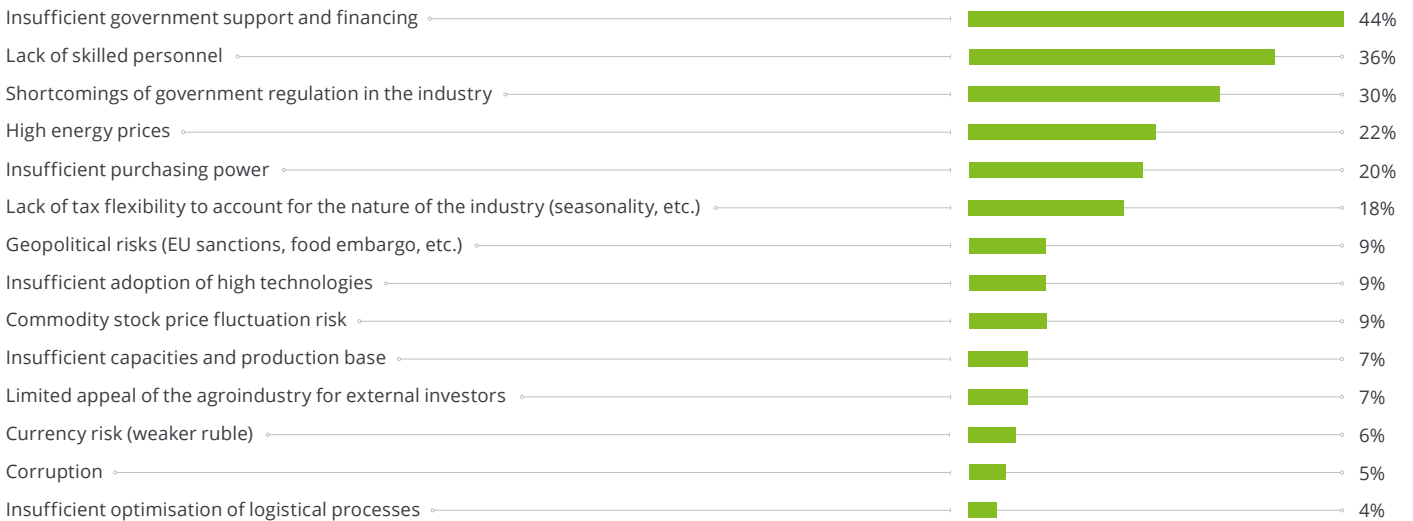 Insufficient government support and financing 44%
Lack of skilled personnel 36%
Shortcomings of government regulation in the industry 30%
High energy prices 22%
Insufficient purchasing power 20%
Lack of tax flexibility to account for the nature of the industry (seasonality, etc.) 18%
Geopolitical risks (EU sanctions, food embargo, etc.) 9%
Insufficient adoption of high technologies 9%
Commodity stock price fluctuation risk 9%
Insufficient capacities and production base 7%
Limited appeal of the agroindustry for external investors 7%
Currency risk (weaker ruble) 6%
Corruption 5%
Insufficient optimisation of logistical processes 4%